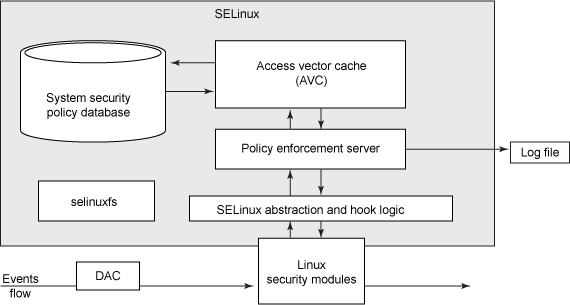 SELinux
Access vector cache
(AVC)
System security
policy database
Policy enforcement server
Log file
selinuxfs
SELinux abstraction and hook logic
Linux
security modules
Events
flow
DAC